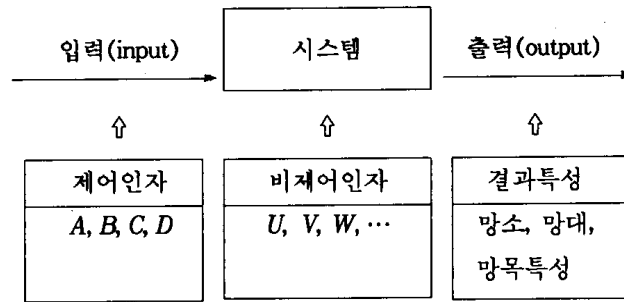 입력(input)
시스템
출력(output)
제어인자
A, B, C, D
비제어인자
U, V, W, ⋯
결과특성
망소, 망대,
망목특성